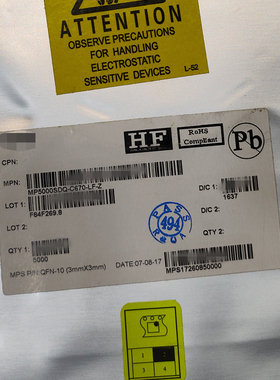 ATTENTION
OBSERVE PRECAUTIONS
FOR HANDLING
ELECTROSTATIC
SENSITIVE DEVICES
L-52
HF
RoHS
Compliant
Pb
CPN:
MPN:
MP5000SDQ-C670-LF-Z
LOT 1:
F84F269.8
D/C 1:
1637
LOT 2:
D/C 2:
PASS
494
QTY 1
5000
QTY 2:
MPS P/N:QFN-10 (3mmX3mm)
DATE:07-08-17
MPS17260850000
1
2
3
4